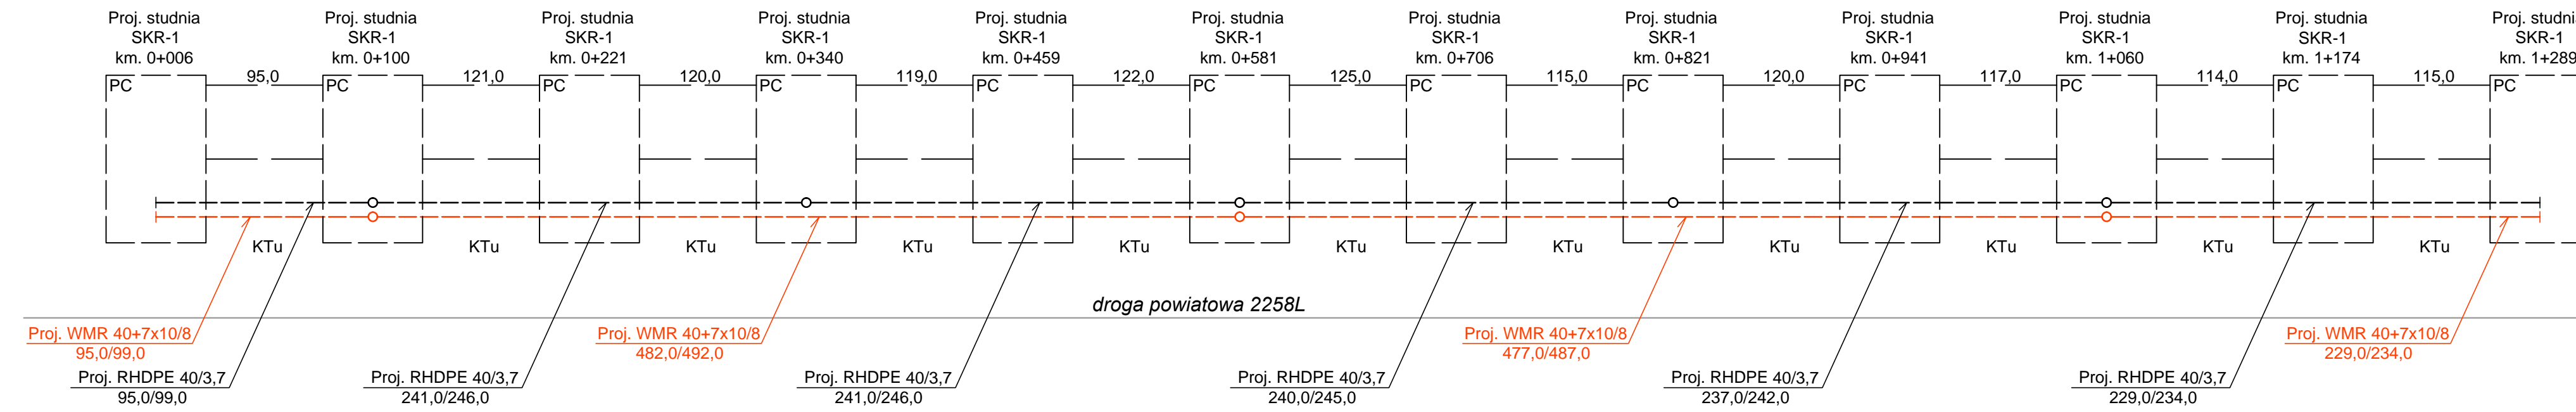 Proj. studnia
SKR-1
km. 0+006
Proj. studnia
SKR-1
km. 0+100
Proj. studnia
SKR-1
km. 0+221
Proj. studnia
SKR-1
km. 0+340
Proj. studnia
SKR-1
km. 0+459
Proj. studnia
SKR-1
km. 0+581
Proj. studnia
SKR-1
km. 0+706
Proj. studnia
SKR-1
km. 0+821
Proj. studnia
SKR-1
km. 0+941
Proj. studnia
SKR-1
km. 1+060
Proj. studnia
SKR-1
km. 1+174
Proj. studnia
SKR-1
km. 1+289
PC
95,0
PC
121,0
PC
120,0
PC
119,0
PC
122,0
PC
125,0
PC
115,0
PC
120,0
PC
117,0
PC
114,0
PC
115,0
PC
KTu
KTu
KTu
KTu
KTu
KTu
KTu
KTu
KTu
KTu
KTu
droga powiatowa 2258L
Proj. WMR 40+7x10/8
95,0/99,0
Proj. WMR 40+7x10/8
482,0/492,0
Proj. WMR 40+7x10/8
477,0/487,0
Proj. WMR 40+7x10/8
229,0/234,0
Proj. RHDPE 40/3,7
95,0/99,0
Proj. RHDPE 40/3,7
241,0/246,0
Proj. RHDPE 40/3,7
241,0/246,0
Proj. RHDPE 40/3,7
240,0/245,0
Proj. RHDPE 40/3,7
237,0/242,0
Proj. RHDPE 40/3,7
229,0/234,0